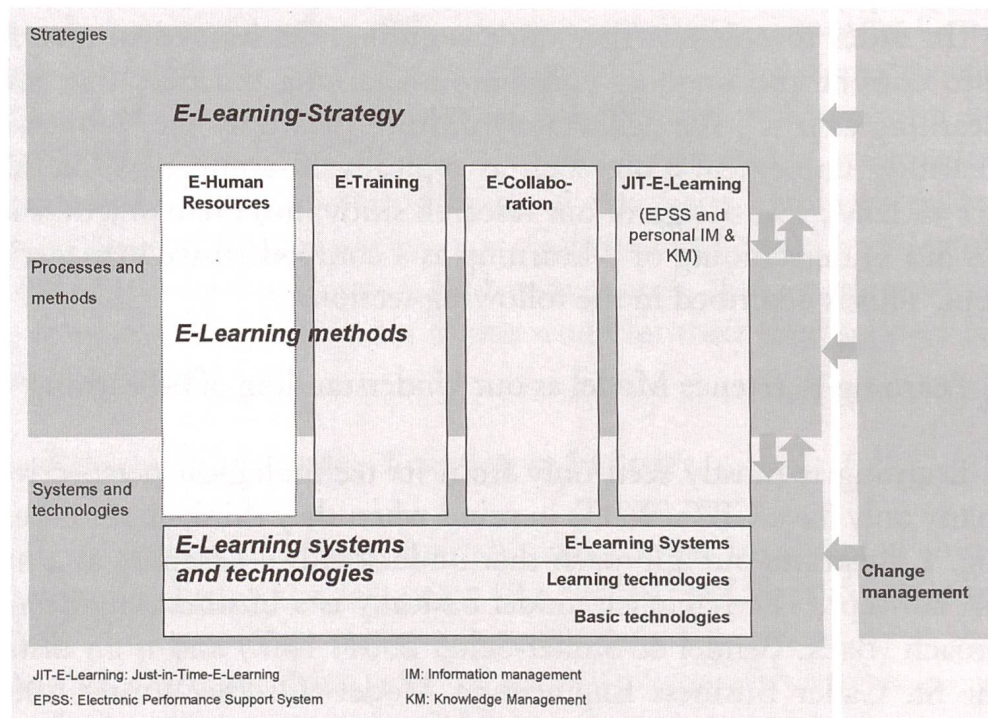 Strategies
E-Learning-Strategy
E-Human
Resources
E-Training
E-Collabo-
ration
JIT-E-Learning
(EPSS and
personal IM &
KM)
Processes and
methods
E-Learning methods
Systems and
technologies
E-Learning systems
and technologies
E-Learning Systems
Learning technologies
Basic technologies
Change
management
JIT-E-Learning: Just-in-Time-E-Learning
EPSS: Electronic Performance Support System
IM: Information management
KM: Knowledge Management